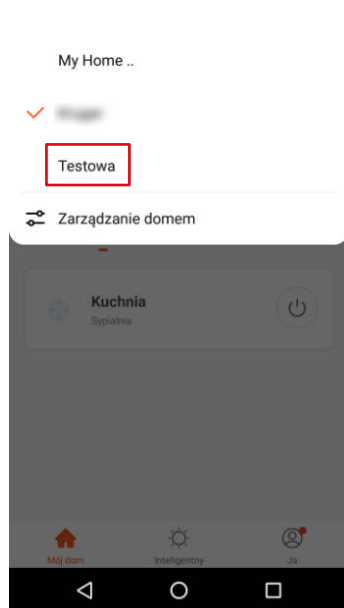 My Home ..
Testowa
Zarządzanie domem
Kuchnia
Sypialnia
Mój dom
Inteligentny
Ja